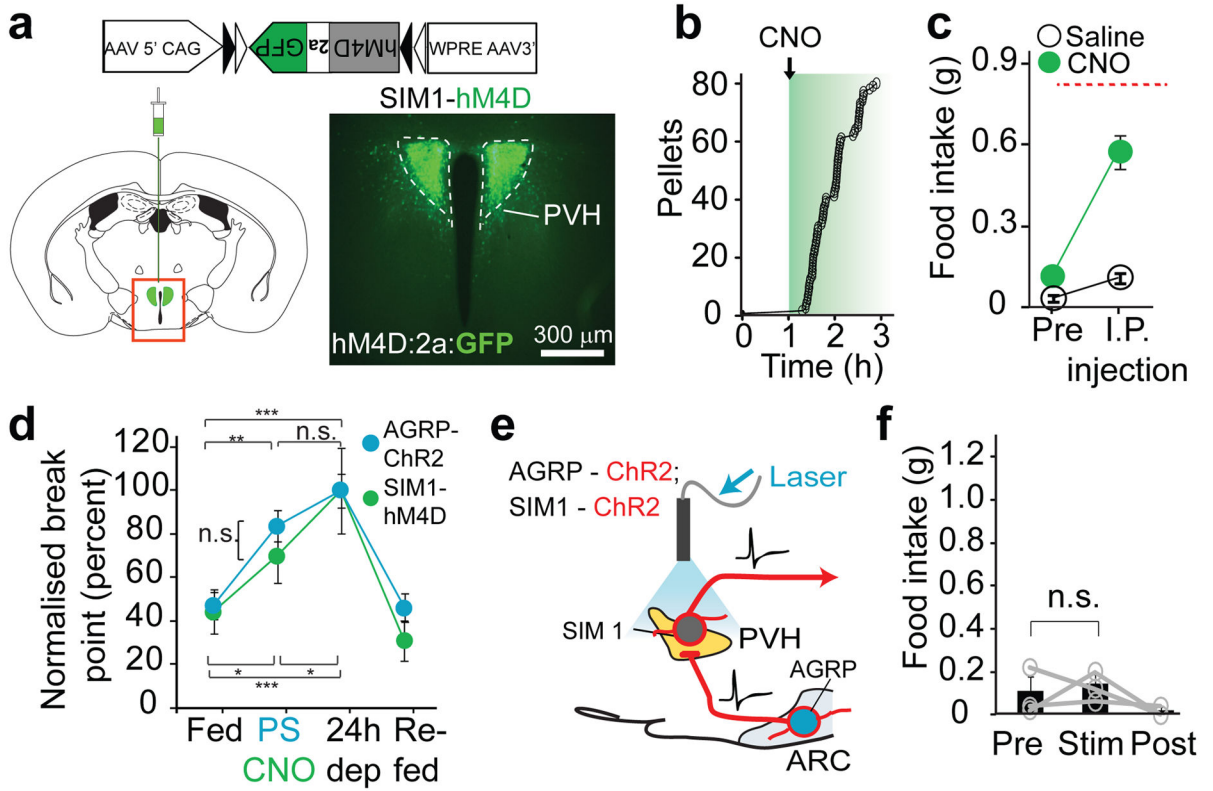 a
AAV 5' CAG
GFP
2a
hM4D
WPRE AAV3'
SIM1-hM4D
PVH
hM4D:2a:GFP
300 μm
b
CNO
Pellets
80
60
40
20
0
0 1 2 3
Time (h)
c
Saline
CNO
Food intake (g)
0.9
0.6
0.3
0
Pre I.P.
injection
d
Normalised break
point (percent)
120
100
80
60
40
20
0
***
**
n.s.
n.s.
*
*
***
AGRP-
ChR2
SIM1-
hM4D
Fed PS 24h Re-
CNO dep fed
e
AGRP - ChR2;
SIM1 - ChR2
Laser
SIM 1
PVH
AGRP
ARC
f
Food intake (g)
1.2
1.0
0.8
0.6
0.4
0.2
0
n.s.
Pre Stim Post